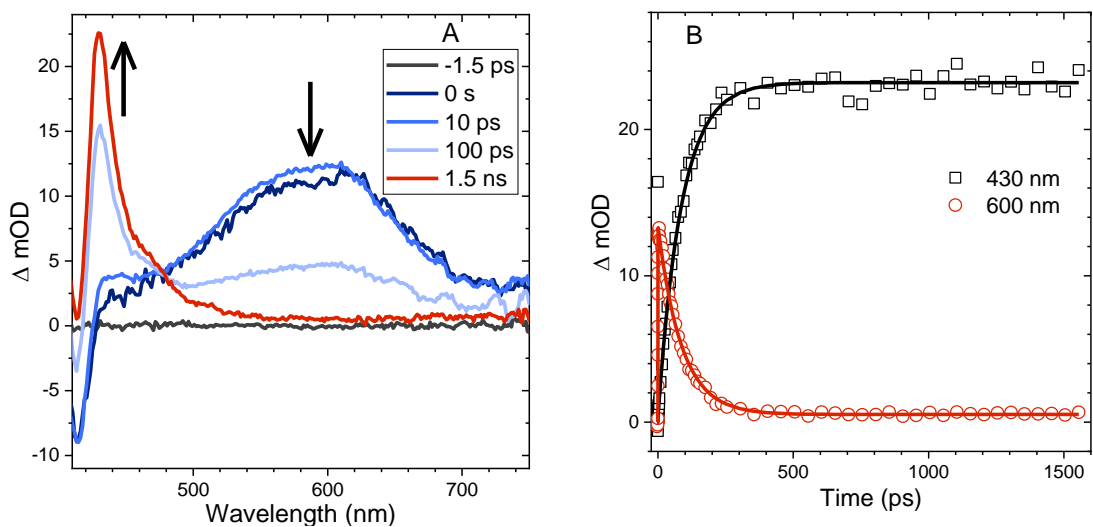 A
-1.5 ps
0 s
10 ps
100 ps
1.5 ns
20
15
10
5
0
-5
-10
Δ mOD
500
600
700
Wavelength (nm)
B
430 nm
600 nm
20
10
0
Δ mOD
0
500
1000
1500
Time (ps)